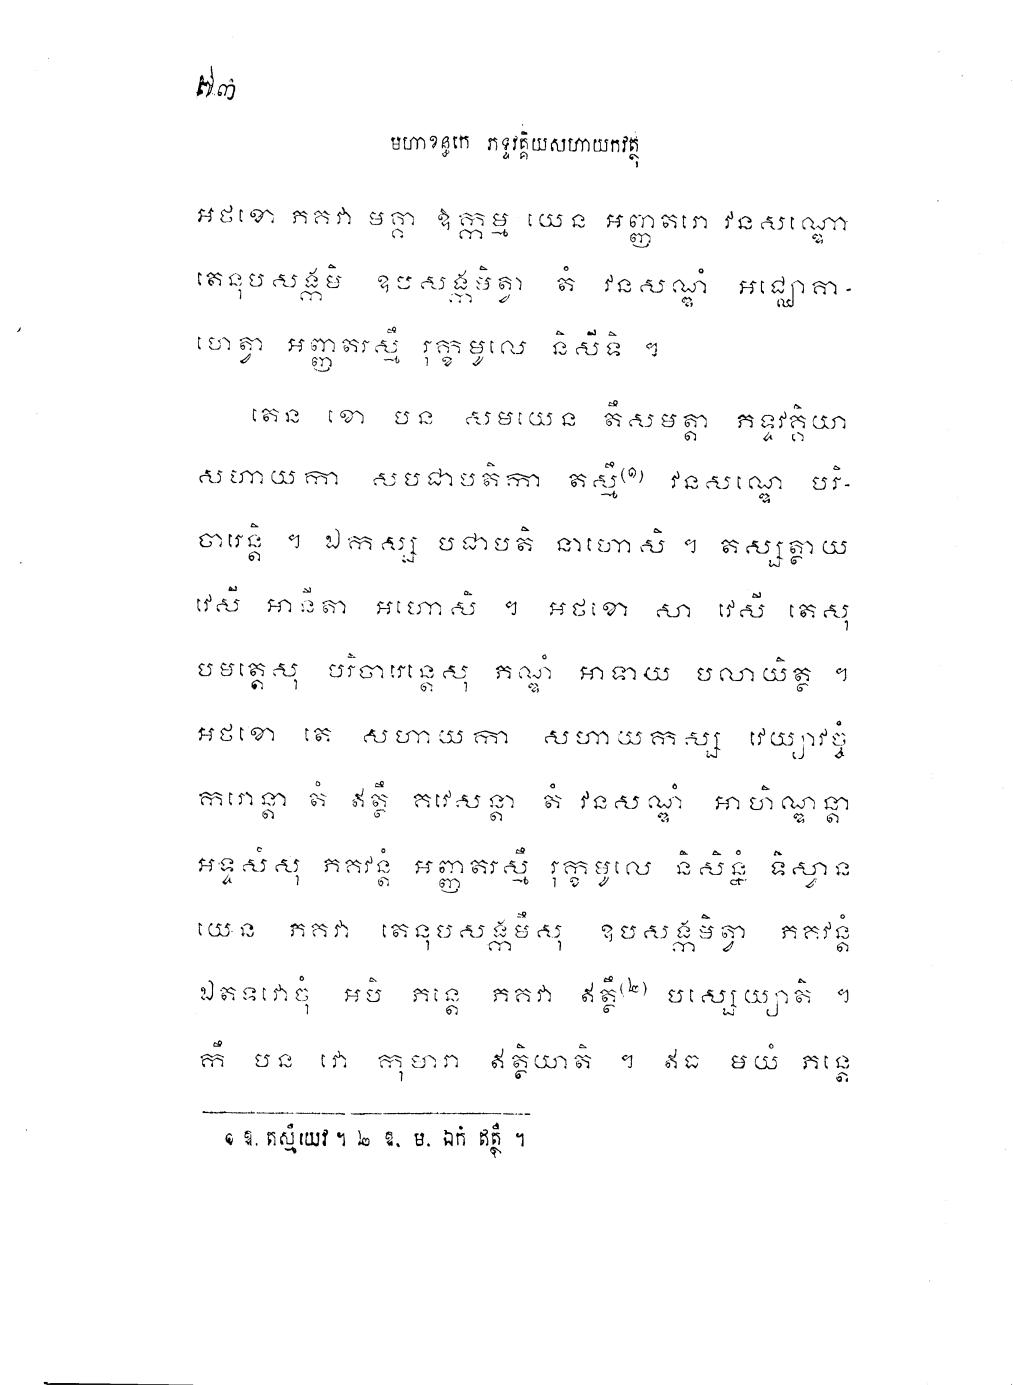 ៧៣
មហាខន្ធកេ ភទ្ទវគ្គិយសហាយកវត្ថុ
អថខោ ភគវា មគ្គា ឱក្កម្ម យេន អញ្ញតរោ វនសណ្ឌោ
តេនុបសង្កមិ ឧបសង្កមិត្វា តំ វនសណ្ឌំ អជ្ឈោគា-
ហេត្វា អញ្ញតរស្មឹ រុក្ខមូលេ និសីទិ ។
តេន ខោ បន សមយេន តឹសមត្តា ភទ្ទវគ្គិយា
សហាយកា សបជាបតិកា តស្មឹ(១) វនសណ្ឌេ បរិ-
ចារេន្តិ ។ ឯកស្ស បជាបតិ នាហោសិ ។ តស្សត្ថាយ
វេសី អានីតា អហោសិ ។ អថខោ សា វេសី តេសុ
បមត្តេសុ បរិចារេន្តេសុ ភណ្ឌំ អាទាយ បលាយិត្ថ ។
អថខោ តេ សហាយកា សហាយកស្ស វេយ្យាវច្ចំ
ករោន្តា តំ ឥត្ថឹ គវេសន្តា តំ វនសណ្ឌំ អាហិណ្ឌន្តា
អទ្ទសំសុ ភគវន្តំ អញ្ញតរស្មឹ រុក្ខមូលេ និសិន្នំ ទិស្វាន
យេន ភគវា តេនុបសង្កមឹសុ ឧបសង្កមិត្វា ភគវន្តំ
ឯតទវោចុំ អបិ ភន្តេ ភគវា ឥត្ថឹ(២) បស្សេយ្យាតិ ។
កឹ បន វោ កុមារា ឥត្ថិយាតិ ។ ឥធ មយំ ភន្តេ
១ ឱ. តស្មឹយេវ ។ ២ ឱ. ម. ឯកំ ឥត្ថឹ ។